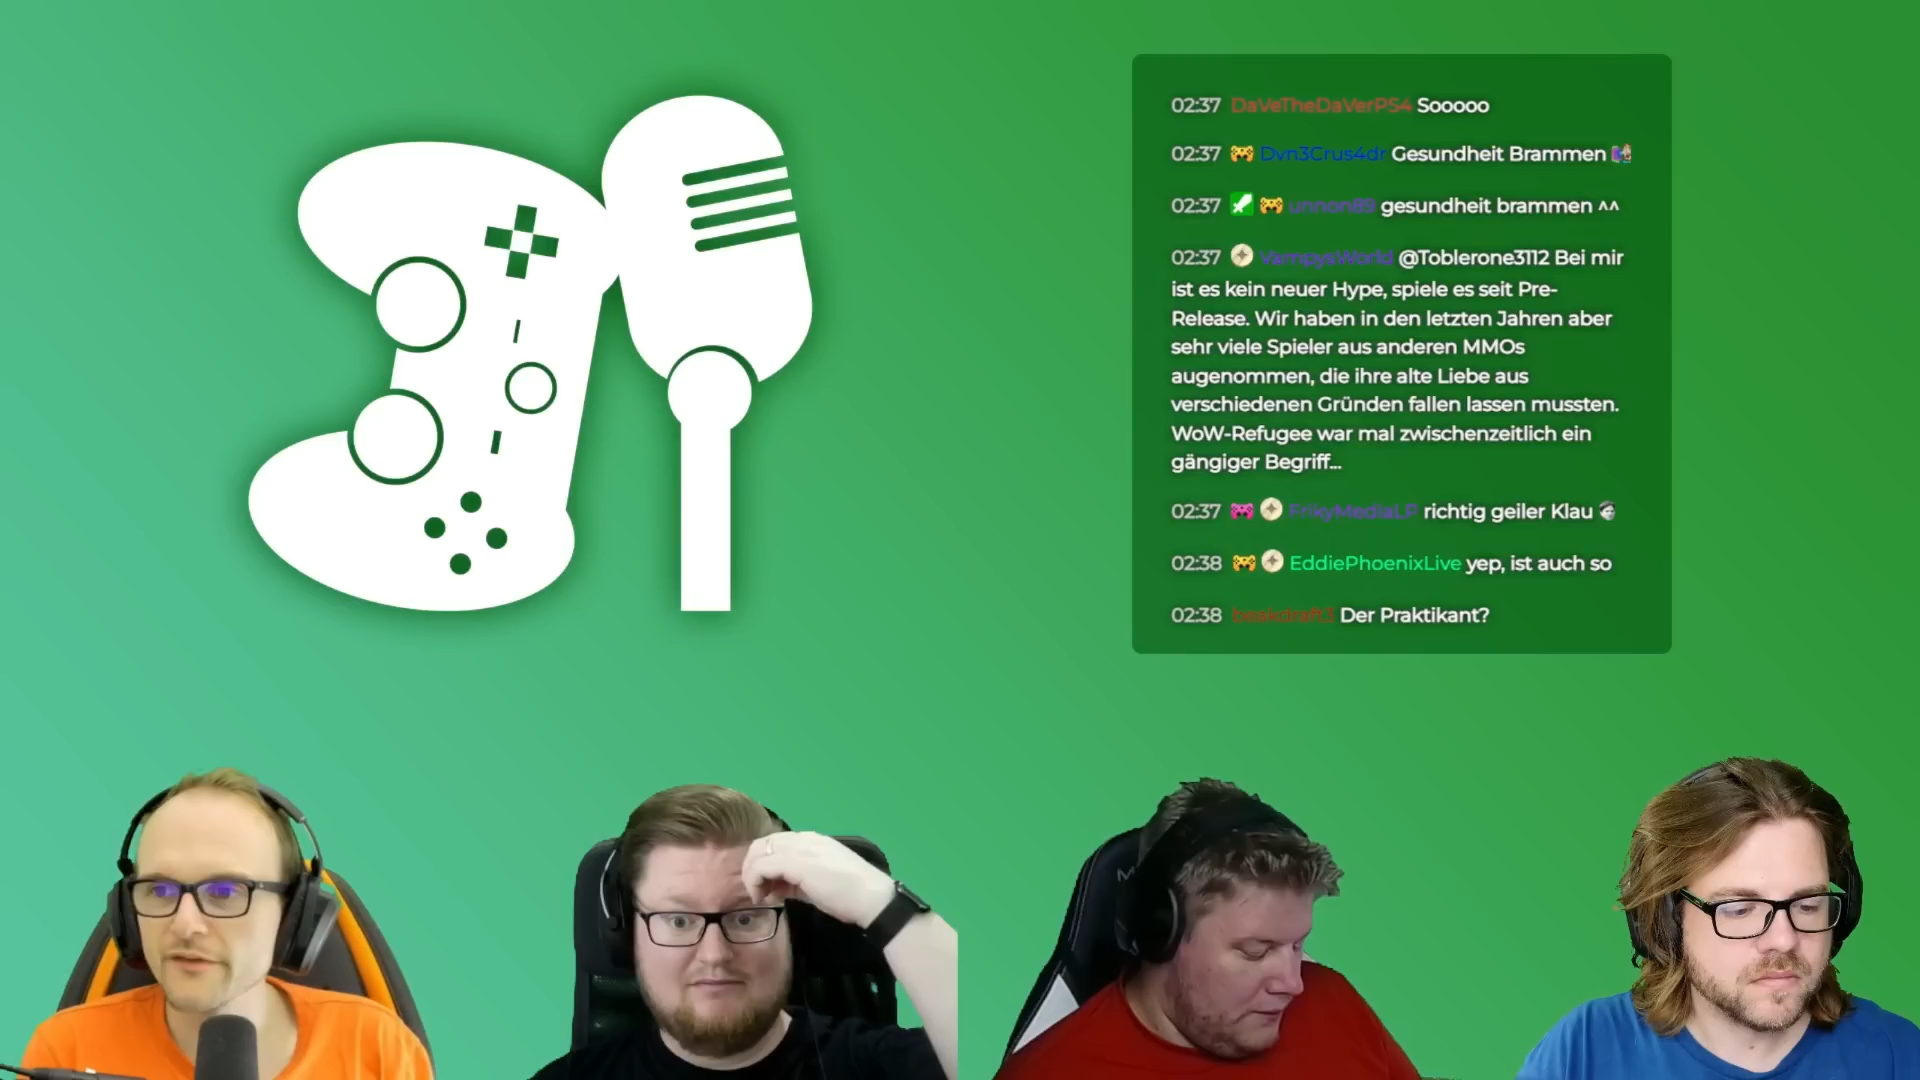 02:37 DaVeTheDaVerPS4 Sooooo
02:37 Dvn3Crus4dr Gesundheit Brammen
02:37 unnon89 gesundheit brammen ^^
02:37 VampysWorld @Toblerone3112 Bei mir
ist es kein neuer Hype, spiele es seit Pre-
Release. Wir haben in den letzten Jahren aber
sehr viele Spieler aus anderen MMOs
augenommen, die ihre alte Liebe aus
verschiedenen Gründen fallen lassen mussten.
WoW-Refugee war mal zwischenzeitlich ein
gängiger Begriff...
02:37 FrikyMediaLP richtig geiler Klau
02:38 EddiePhoenixLive yep, ist auch so
02:38 Der Praktikant?